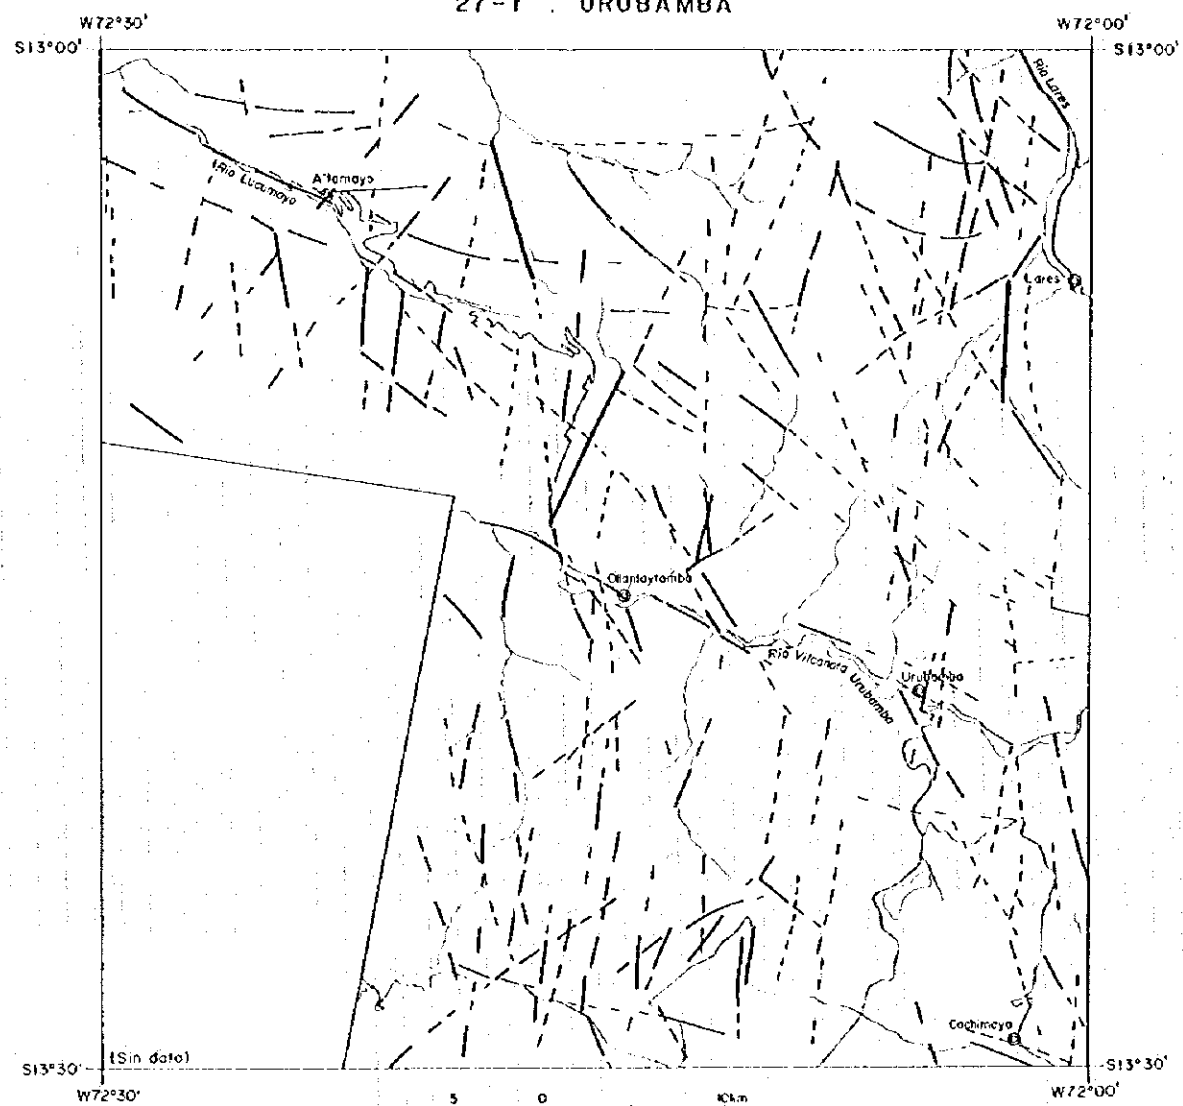 27-r . URUBAMBA
W72°30'
W72°00'
S13°00'
S13°00'
Río Lares
Río Lucumayo
Lares
Ollantaytambo
Río Vilcanota Urubamba
Urubamba
Cachimayo
(Sin dato)
S13°30'
S13°30'
W72°30'
5 0 10km
W72°00'